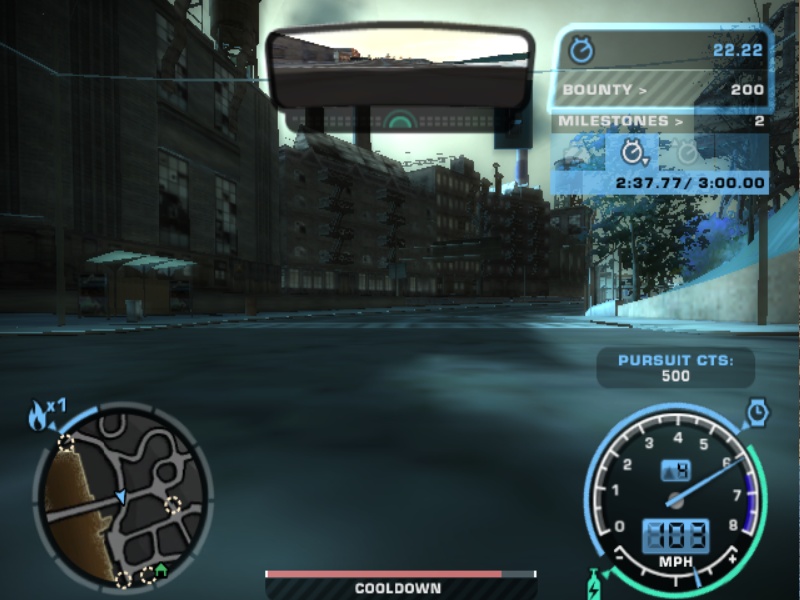 22.22
BOUNTY > 200
MILESTONES > 2
2:37.77/ 3:00.00
PURSUIT CTS:
500
x1
0 1 2 3 4 5 6 7 8
4
103
MPH
- +
COOLDOWN